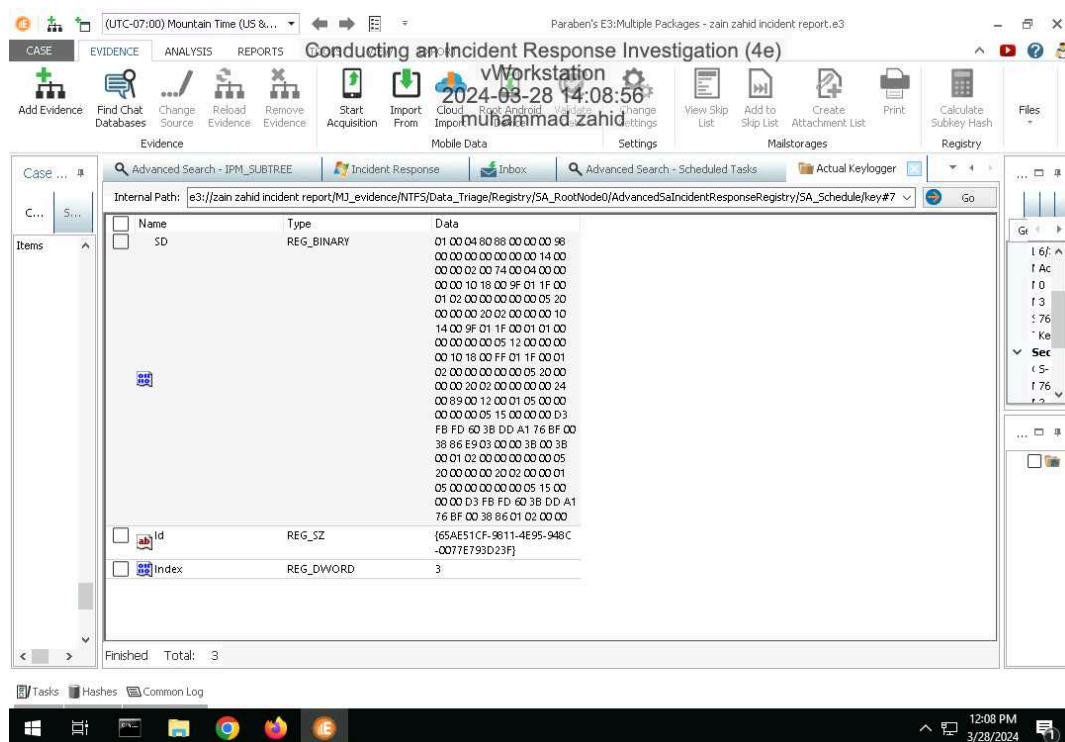 (UTC-07:00) Mountain Time (US &...
Paraben's E3:Multiple Packages - zain zahid incident report.e3
CASE EVIDENCE ANALYSIS REPORTS
Conducting an Incident Response Investigation (4e)
vWorkstation
2024-03-28 14:08:56
muhammad zahid
Add Evidence
Find Chat Databases
Change Source
Reload Evidence
Remove Evidence
Start Acquisition
Import From
Cloud Import
Root Android
Validate
Change Settings
View Skip List
Add to Skip List
Create Attachment List
Print
Calculate Subkey Hash
Files
Evidence Mobile Data Settings Mailstorages Registry
Case ...
Advanced Search - IPM_SUBTREE Incident Response Inbox Advanced Search - Scheduled Tasks Actual Keylogger
Internal Path: e3://zain zahid incident report/MJ_evidence/NTFS/Data_Triage/Registry/SA_RootNode0/AdvancedSaIncidentResponseRegistry/SA_Schedule/key#7 Go
C... S...
Items
Name Type Data
SD REG_BINARY 01 00 04 80 88 00 00 00 98
00 00 00 00 00 00 00 14 00
00 00 02 00 74 00 04 00 00
00 00 10 18 00 9F 01 1F 00
01 02 00 00 00 00 00 05 20
00 00 00 20 02 00 00 00 10
14 00 9F 01 1F 00 01 01 00
00 00 00 00 05 12 00 00 00
00 10 18 00 FF 01 1F 00 01
02 00 00 00 00 00 05 20 00
00 00 20 02 00 00 00 00 24
00 89 00 12 00 01 05 00 00
00 00 00 05 15 00 00 00 D3
FB FD 60 3B DD A1 76 BF 00
38 86 E9 03 00 00 3B 00 3B
00 01 02 00 00 00 00 00 05
20 00 00 00 20 02 00 00 01
05 00 00 00 00 00 05 15 00
00 00 D3 FB FD 60 3B DD A1
76 BF 00 38 86 01 02 00 00
Id REG_SZ {65AE51CF-9811-4E95-948C
-0077E793D23F}
Index REG_DWORD 3
Ge
Ac
0
3
76
Ke
Sec
S-
76
Finished Total: 3
Tasks Hashes Common Log
12:08 PM
3/28/2024